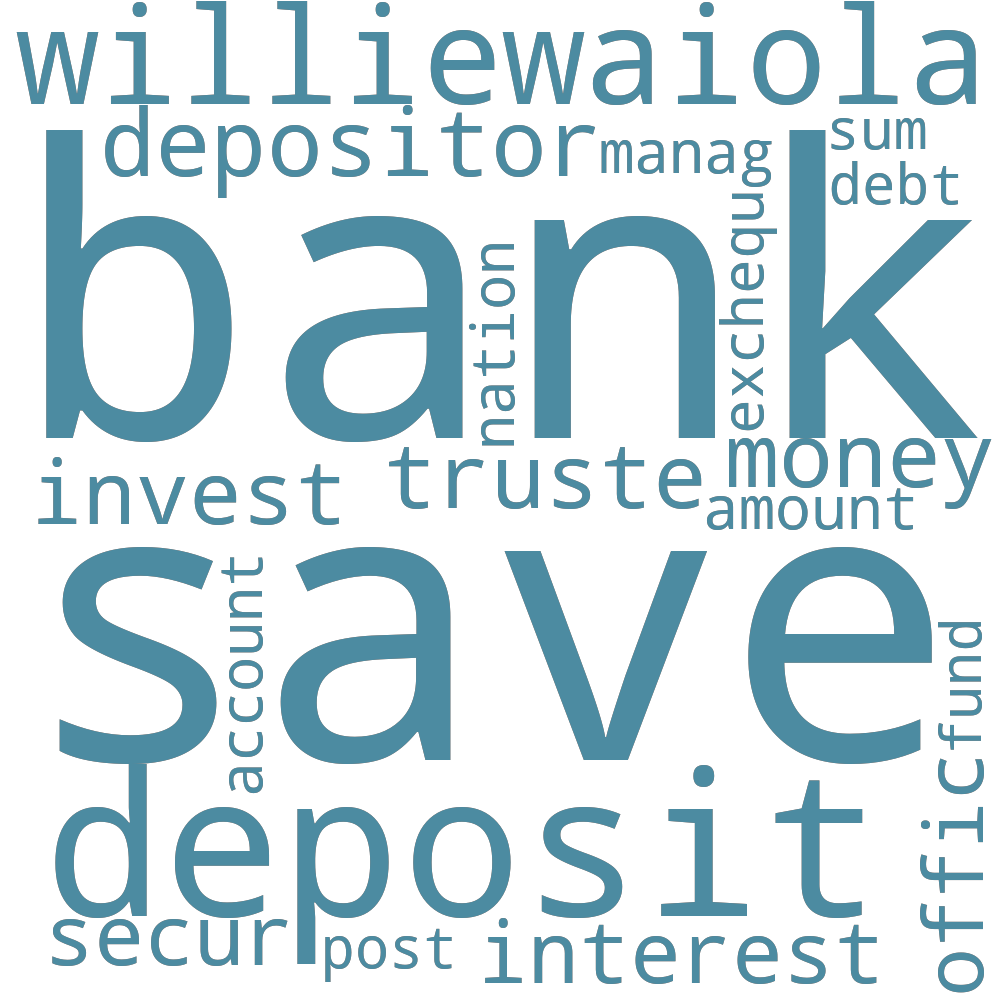 williewaiola
depositor
manag
sum
debt
bank
nation
exchequ
invest
truste
money
amount
save
account
fund
offic
deposit
secur
post
interest